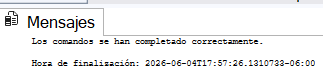 Mensajes
Los comandos se han completado correctamente.
Hora de finalización: 2026-06-04T17:57:26.1310733-06:00